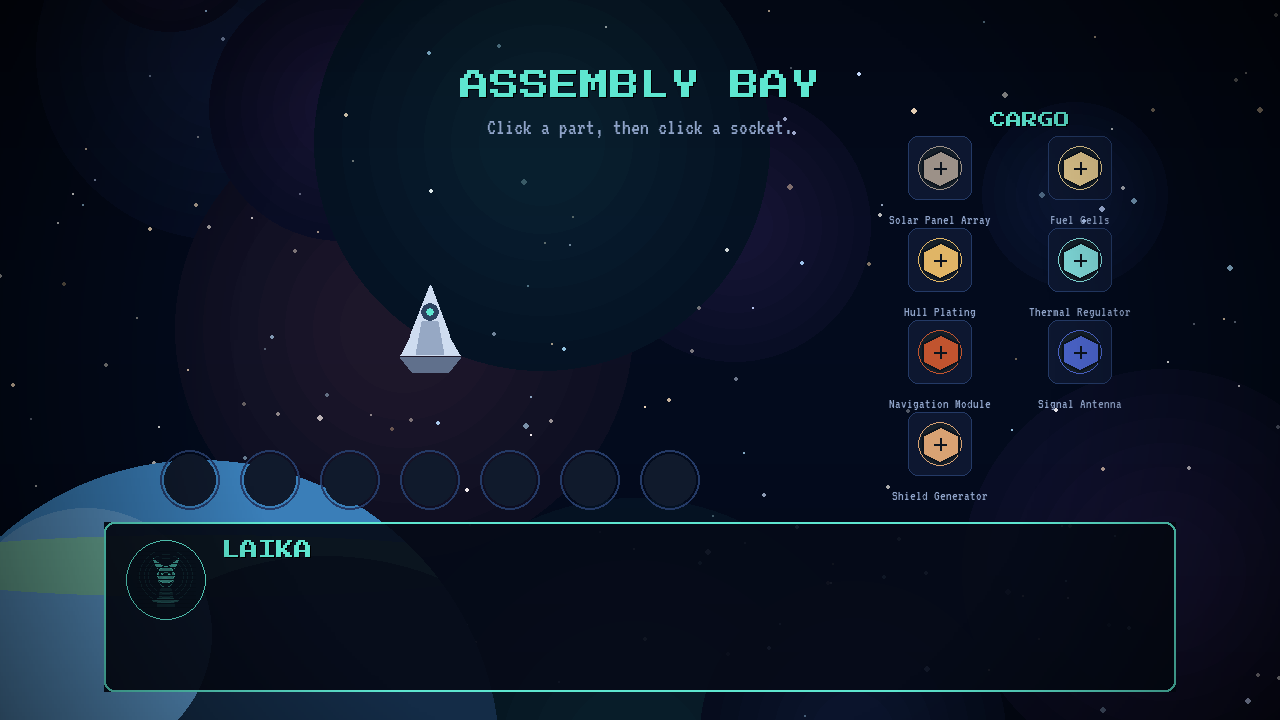 ASSEMBLY BAY
Click a part, then click a socket.
CARGO
Solar Panel Array
Fuel Cells
Hull Plating
Thermal Regulator
Navigation Module
Signal Antenna
Shield Generator
LAIKA